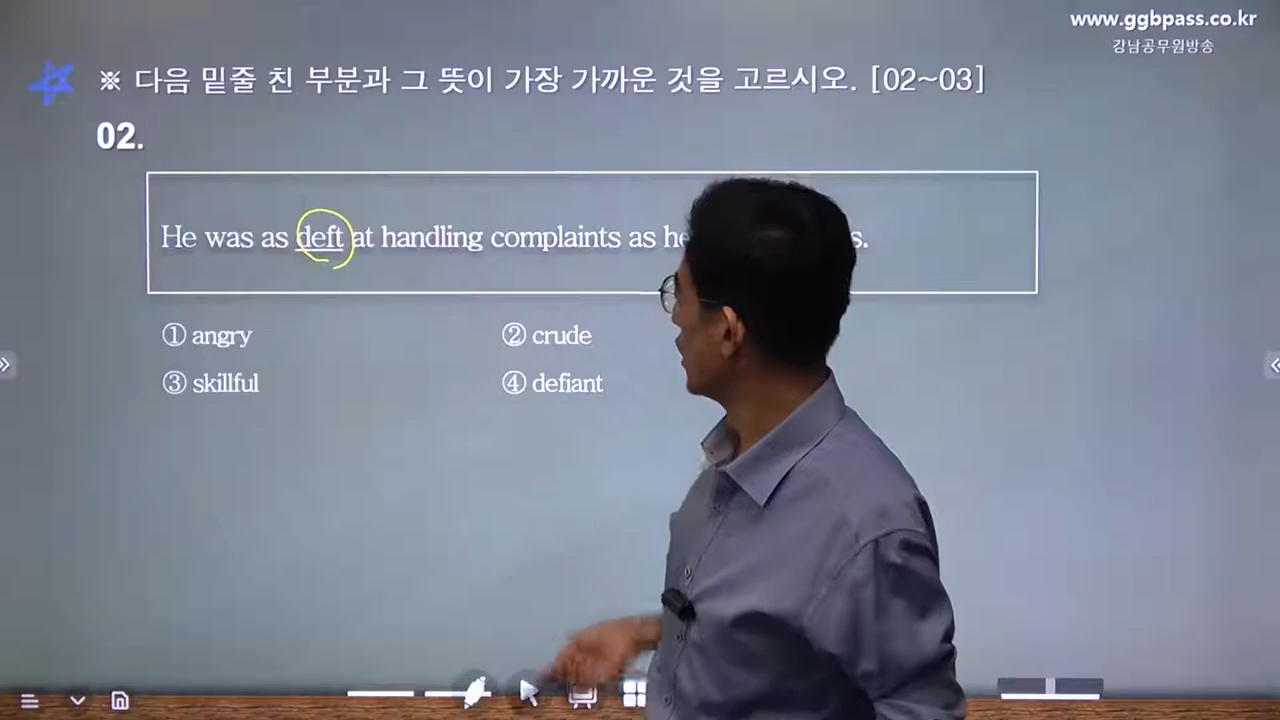 www.ggbpass.co.kr
강남공무원방송
※ 다음 밑줄 친 부분과 그 뜻이 가장 가까운 것을 고르시오. [02~03]
02.
He was as deft at handling complaints as he
① angry
② crude
③ skillful
④ defiant